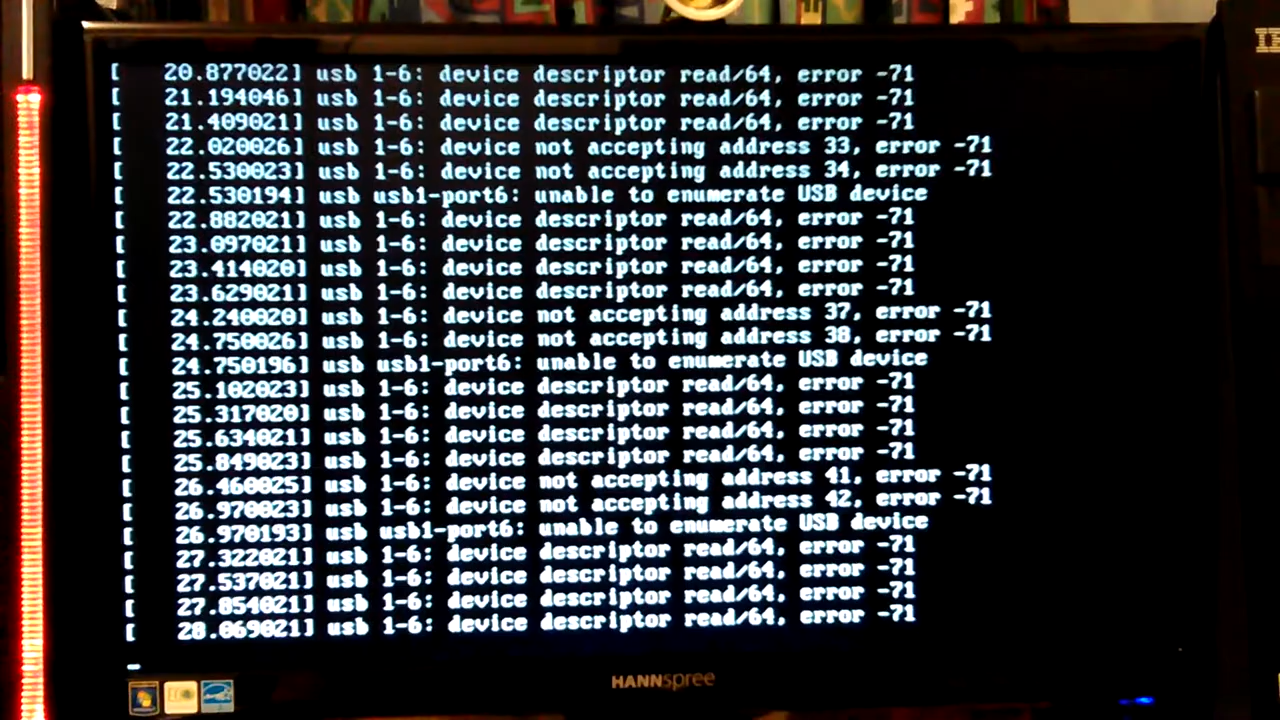 [   20.877022] usb 1-6: device descriptor read/64, error -71
[   21.194046] usb 1-6: device descriptor read/64, error -71
[   21.409021] usb 1-6: device descriptor read/64, error -71
[   22.020026] usb 1-6: device not accepting address 33, error -71
[   22.530023] usb 1-6: device not accepting address 34, error -71
[   22.530194] usb usb1-port6: unable to enumerate USB device
[   22.882021] usb 1-6: device descriptor read/64, error -71
[   23.097021] usb 1-6: device descriptor read/64, error -71
[   23.414020] usb 1-6: device descriptor read/64, error -71
[   23.629021] usb 1-6: device descriptor read/64, error -71
[   24.240020] usb 1-6: device not accepting address 37, error -71
[   24.750026] usb 1-6: device not accepting address 38, error -71
[   24.750196] usb usb1-port6: unable to enumerate USB device
[   25.102023] usb 1-6: device descriptor read/64, error -71
[   25.317020] usb 1-6: device descriptor read/64, error -71
[   25.634021] usb 1-6: device descriptor read/64, error -71
[   25.849023] usb 1-6: device descriptor read/64, error -71
[   26.460025] usb 1-6: device not accepting address 41, error -71
[   26.970023] usb 1-6: device not accepting address 42, error -71
[   26.970193] usb usb1-port6: unable to enumerate USB device
[   27.322021] usb 1-6: device descriptor read/64, error -71
[   27.537021] usb 1-6: device descriptor read/64, error -71
[   27.854021] usb 1-6: device descriptor read/64, error -71
[   28.069021] usb 1-6: device descriptor read/64, error -71
HANNspree